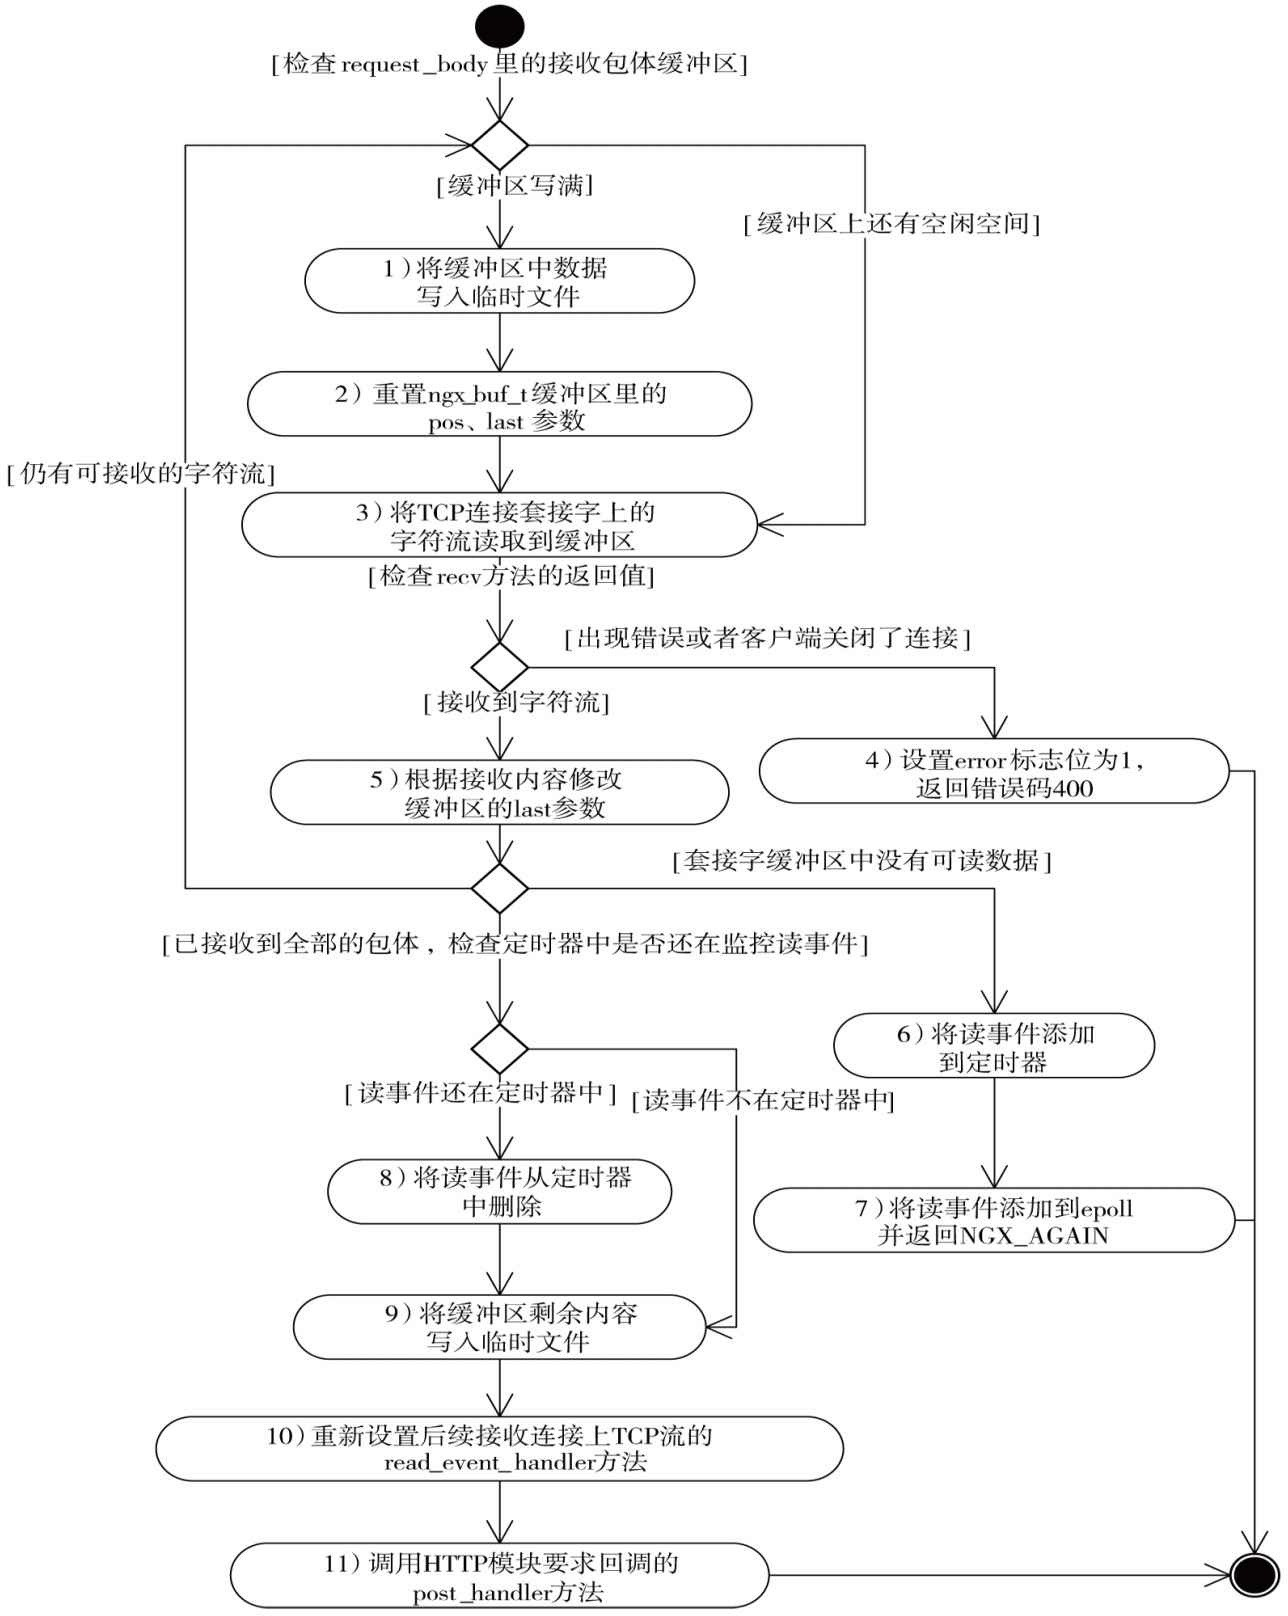 [检查request_body里的接收包体缓冲区]
[缓冲区写满]
[缓冲区上还有空闲空间]
1）将缓冲区中数据
写入临时文件
2）重置ngx_buf_t缓冲区里的
pos、last 参数
[仍有可接收的字符流]
3）将TCP连接套接字上的
字符流读取到缓冲区
[检查recv方法的返回值]
[出现错误或者客户端关闭了连接]
[接收到字符流]
4）设置error标志位为1，
返回错误码400
5）根据接收内容修改
缓冲区的last参数
[套接字缓冲区中没有可读数据]
[已接收到全部的包体，检查定时器中是否还在监控读事件]
6）将读事件添加
到定时器
[读事件还在定时器中]
[读事件不在定时器中]
8）将读事件从定时器
中删除
7）将读事件添加到epoll
并返回NGX_AGAIN
9）将缓冲区剩余内容
写入临时文件
10）重新设置后续接收连接上TCP流的
read_event_handler方法
11）调用HTTP模块要求回调的
post_handler方法